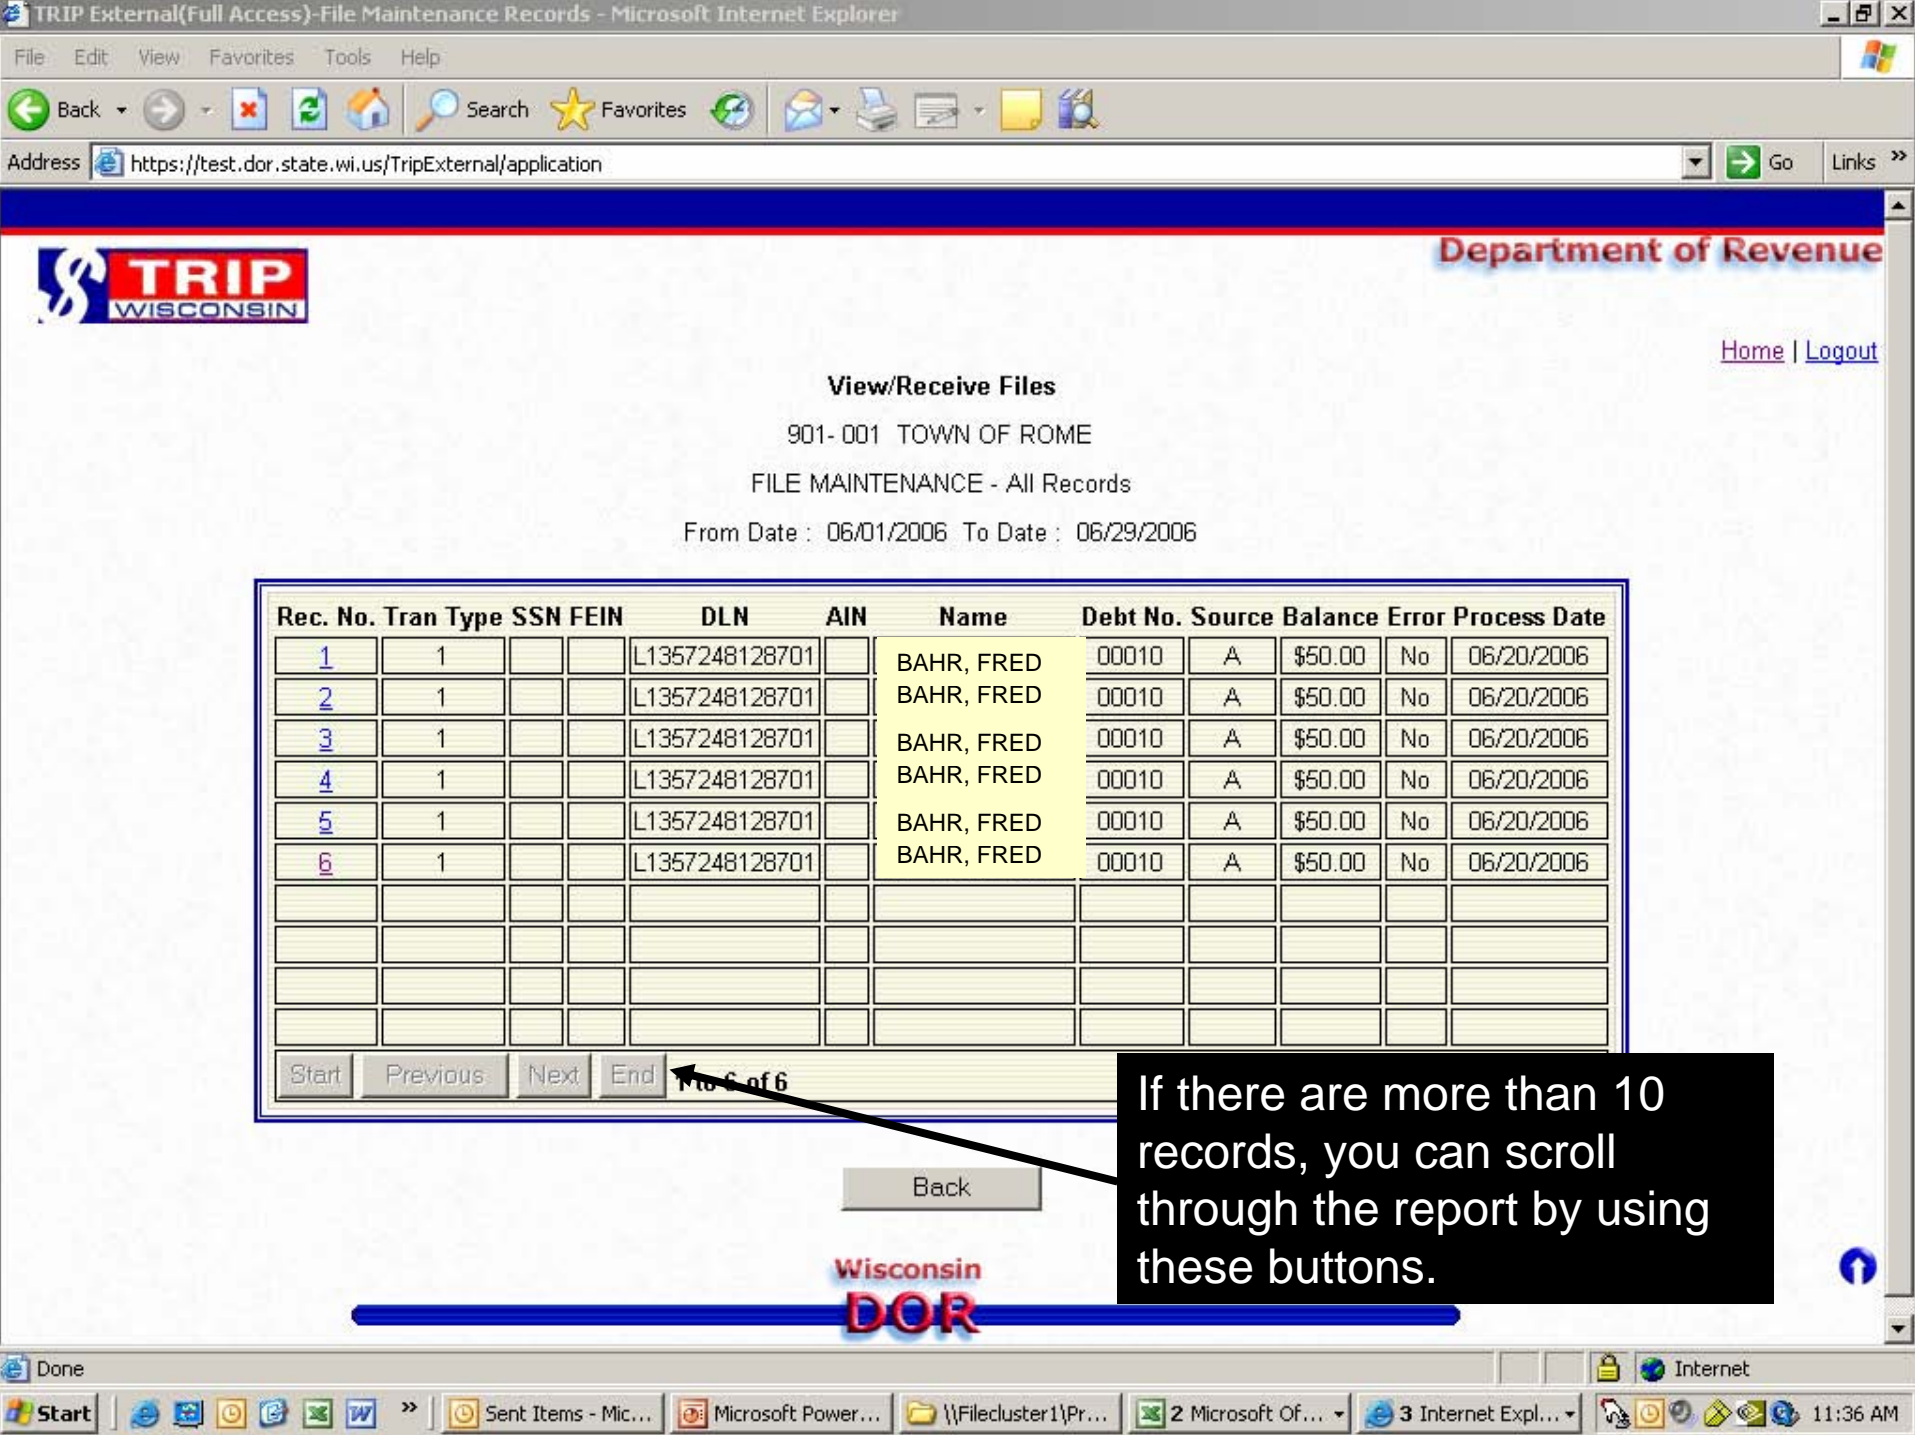 TRIP External(Full Access)-File Maintenance Records - Microsoft Internet Explorer
File Edit View Favorites Tools Help
Back Search Favorites
Address https://test.dor.state.wi.us/TripExternal/application Go Links »
TRIP
WISCONSIN
Department of Revenue
Home | Logout
View/Receive Files
901- 001 TOWN OF ROME
FILE MAINTENANCE - All Records
From Date : 06/01/2006 To Date : 06/29/2006
Rec. No. Tran Type SSN FEIN DLN AIN Name Debt No. Source Balance Error Process Date
1 1 L1357248128701 BAHR, FRED 00010 A $50.00 No 06/20/2006
2 1 L1357248128701 BAHR, FRED 00010 A $50.00 No 06/20/2006
3 1 L1357248128701 BAHR, FRED 00010 A $50.00 No 06/20/2006
4 1 L1357248128701 BAHR, FRED 00010 A $50.00 No 06/20/2006
5 1 L1357248128701 BAHR, FRED 00010 A $50.00 No 06/20/2006
6 1 L1357248128701 BAHR, FRED 00010 A $50.00 No 06/20/2006
Start Previous Next End 1 to 6 of 6
If there are more than 10
records, you can scroll
through the report by using
these buttons.
Back
Wisconsin
DOR
Done Internet
Start » Sent Items - Mic... Microsoft Power... \\Filecluster1\Pr... 2 Microsoft Of... 3 Internet Expl... 11:36 AM